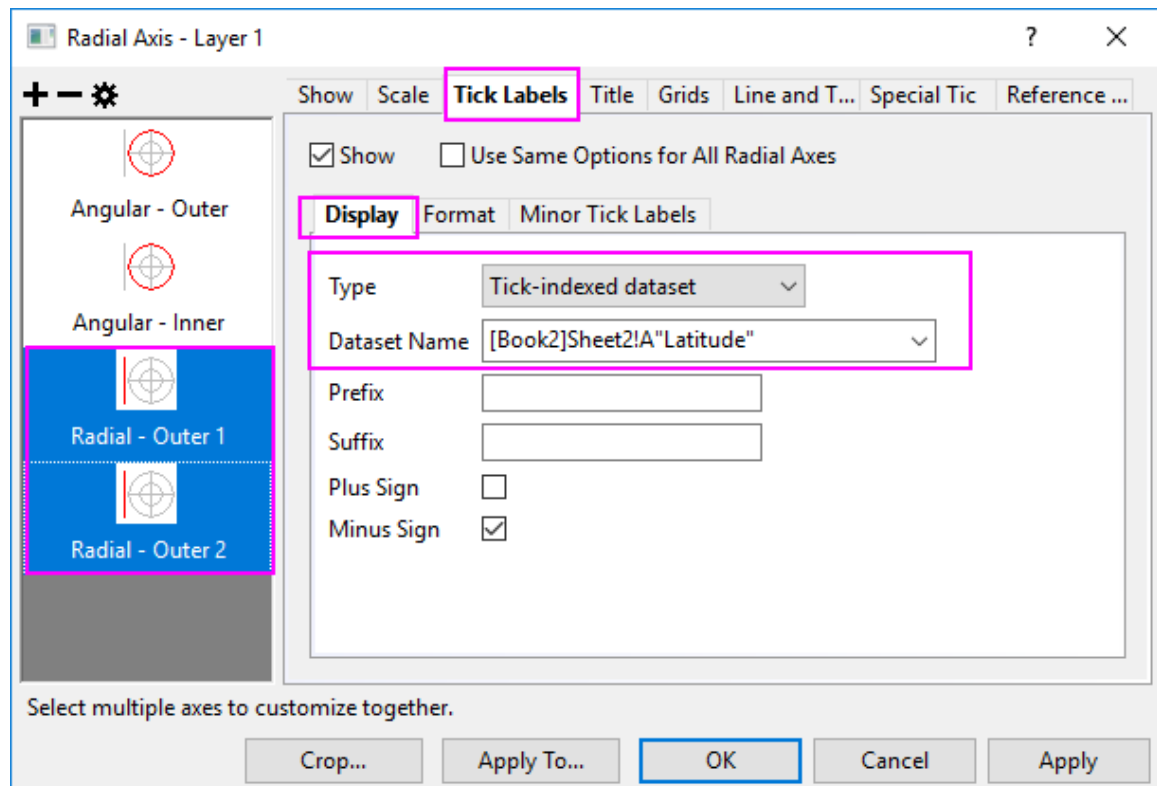 Radial Axis - Layer 1
Show Scale Tick Labels Title Grids Line and T... Special Tic Reference ...
Show Use Same Options for All Radial Axes
Angular - Outer
Display Format Minor Tick Labels
Type Tick-indexed dataset
Angular - Inner
Dataset Name [Book2]Sheet2!A"Latitude"
Prefix
Radial - Outer 1
Suffix
Plus Sign
Minus Sign
Radial - Outer 2
Select multiple axes to customize together.
Crop... Apply To... OK Cancel Apply